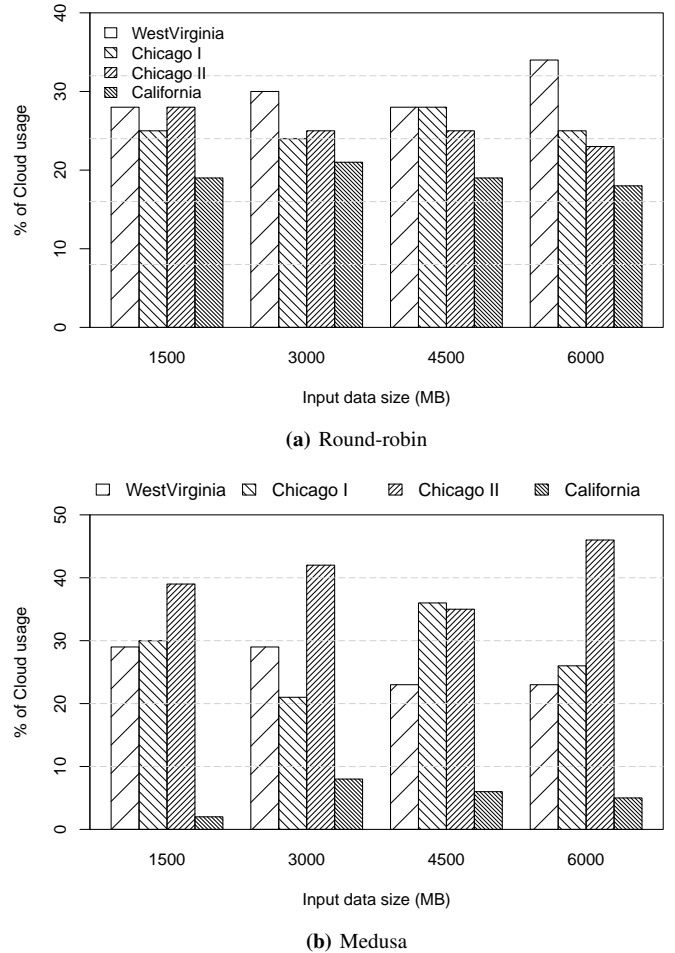 40
30
20
10
0
% of Cloud usage
WestVirginia
Chicago I
Chicago II
California
1500 3000 4500 6000
Input data size (MB)
(a) Round-robin
WestVirginia Chicago I Chicago II California
50
40
30
20
10
0
% of Cloud usage
1500 3000 4500 6000
Input data size (MB)
(b) Medusa